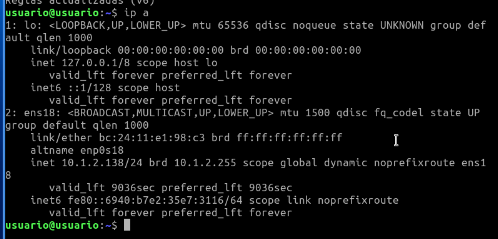 Reglas actualizadas (v6)
usuario@usuario:~$ ip a
1: lo: <LOOPBACK,UP,LOWER_UP> mtu 65536 qdisc noqueue state UNKNOWN group def
ault qlen 1000
    link/loopback 00:00:00:00:00:00 brd 00:00:00:00:00:00
    inet 127.0.0.1/8 scope host lo
       valid_lft forever preferred_lft forever
    inet6 ::1/128 scope host
       valid_lft forever preferred_lft forever
2: ens18: <BROADCAST,MULTICAST,UP,LOWER_UP> mtu 1500 qdisc fq_codel state UP
group default qlen 1000
    link/ether bc:24:11:e1:98:c3 brd ff:ff:ff:ff:ff:ff
    altname enp0s18
    inet 10.1.2.138/24 brd 10.1.2.255 scope global dynamic noprefixroute ens1
8
       valid_lft 9036sec preferred_lft 9036sec
    inet6 fe80::6940:b7e2:35e7:3116/64 scope link noprefixroute
       valid_lft forever preferred_lft forever
usuario@usuario:~$